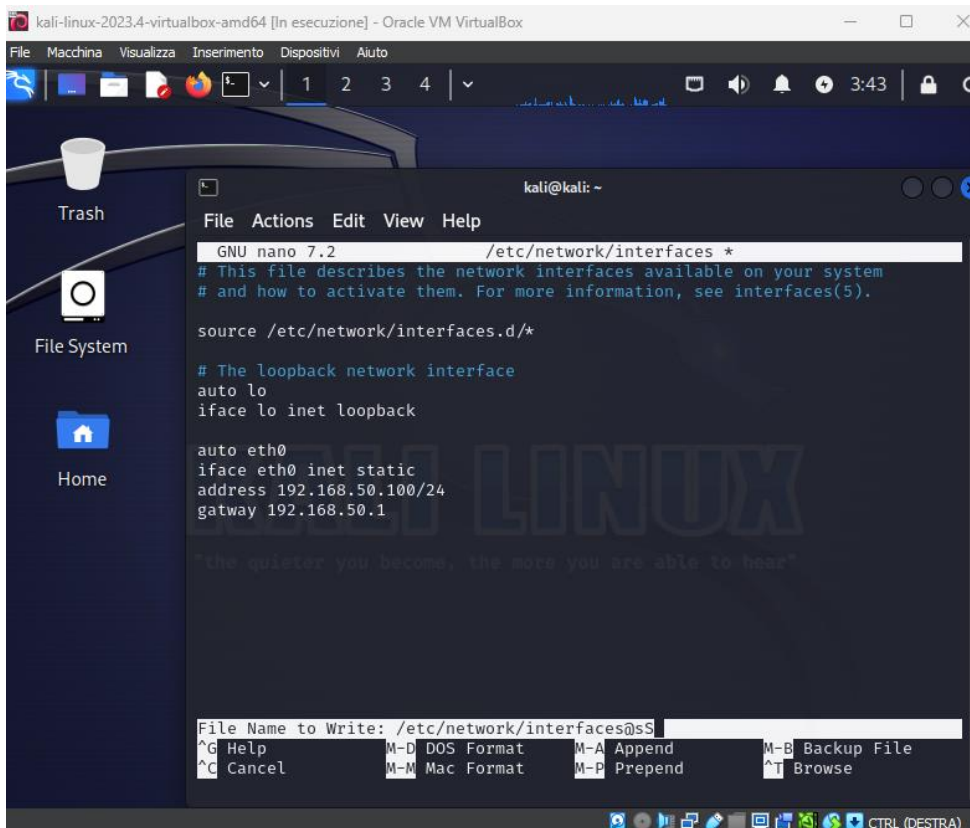 kali-linux-2023.4-virtualbox-amd64 [In esecuzione] - Oracle VM VirtualBox
File Macchina Visualizza Inserimento Dispositivi Aiuto
1 2 3 4 3:43
Trash
File System
Home
kali@kali: ~
File Actions Edit View Help
GNU nano 7.2 /etc/network/interfaces *
# This file describes the network interfaces available on your system
# and how to activate them. For more information, see interfaces(5).
source /etc/network/interfaces.d/*
# The loopback network interface
auto lo
iface lo inet loopback
auto eth0
iface eth0 inet static
address 192.168.50.100/24
gatway 192.168.50.1
KALI LINUX
"the quieter you become, the more you are able to hear"
File Name to Write: /etc/network/interfaces@sS
^G Help M-D DOS Format M-A Append M-B Backup File
^C Cancel M-M Mac Format M-P Prepend ^T Browse
CTRL (DESTRA)